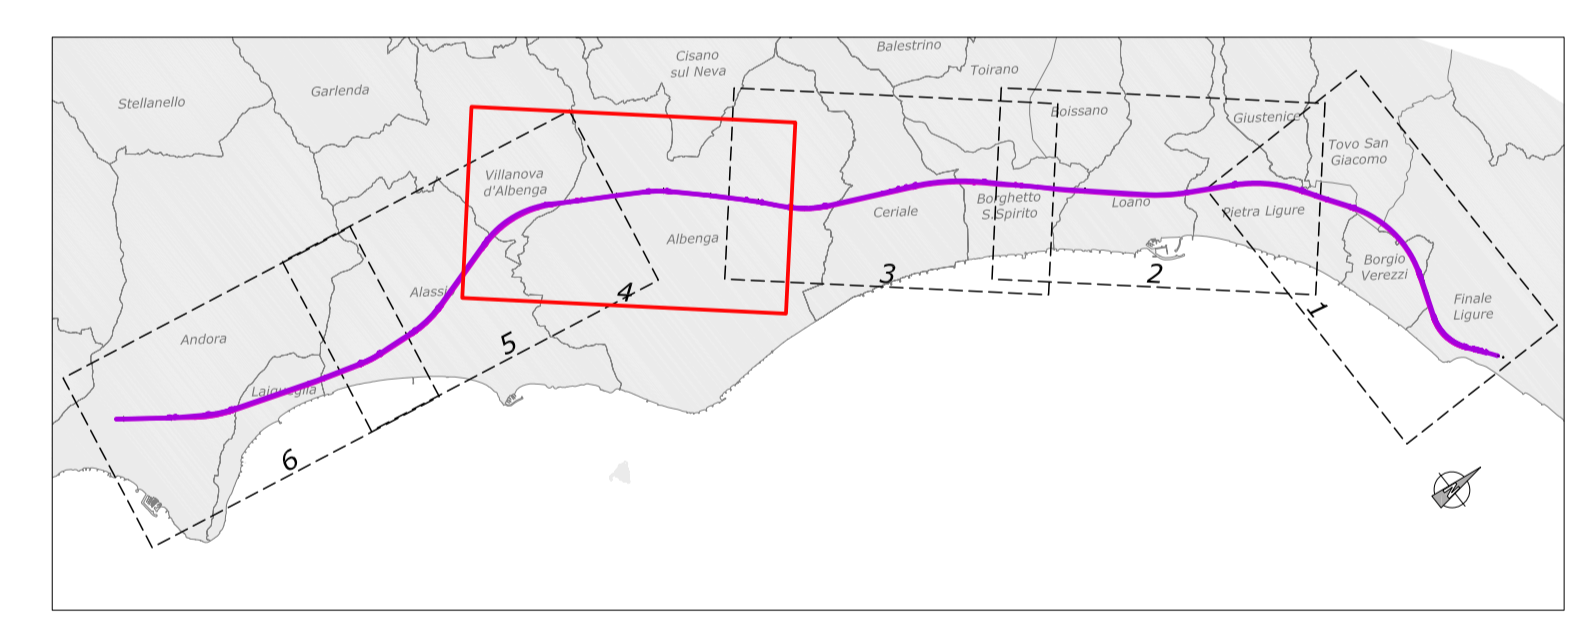 Balestrino
Cisano
sul Neva
Toirano
Garlenda
Stellanello
Boissano
Giustenice
Tovo San
Giacomo
Villanova
d'Albenga
Borghetto
S.Spirito
Loano
Ceriale
Pietra Ligure
Albenga
Borgio
Verezzi
3
2
4
Alassi
Finale
Ligure
1
Andora
5
Laigueglia
6
N